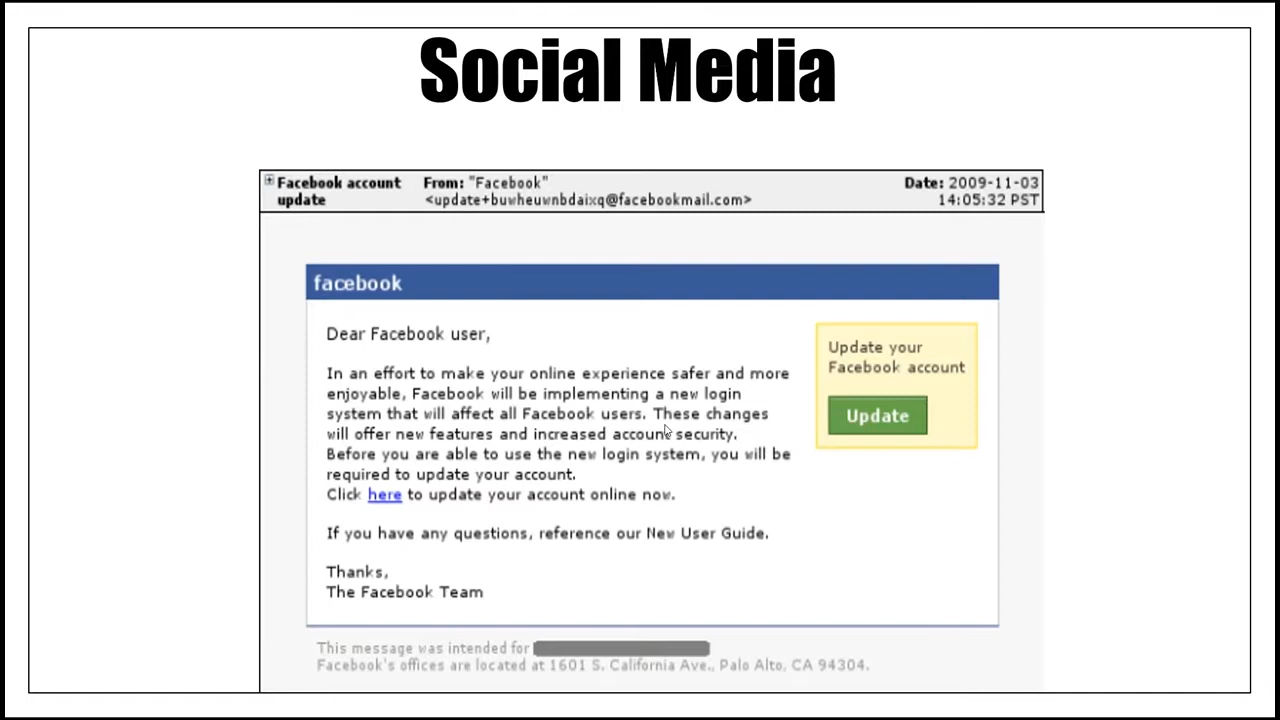 Social Media
Facebook account From: "Facebook" Date: 2009-11-03
update <update+buwheuwnbdaixq@facebookmail.com> 14:05:32 PST
facebook
Dear Facebook user,
In an effort to make your online experience safer and more
enjoyable, Facebook will be implementing a new login
system that will affect all Facebook users. These changes
will offer new features and increased account security.
Before you are able to use the new login system, you will be
required to update your account.
Click here to update your account online now.
If you have any questions, reference our New User Guide.
Thanks,
The Facebook Team
Update your
Facebook account
Update
This message was intended for
Facebook's offices are located at 1601 S. California Ave., Palo Alto, CA 94304.